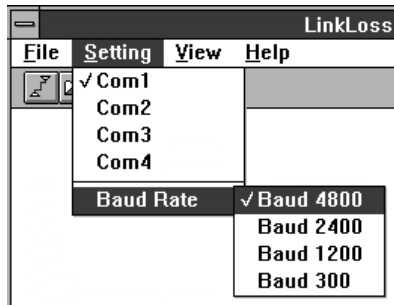 LinkLoss
File Setting View Help
✓ Com1
Com2
Com3
Com4
Baud Rate
✓ Baud 4800
Baud 2400
Baud 1200
Baud 300